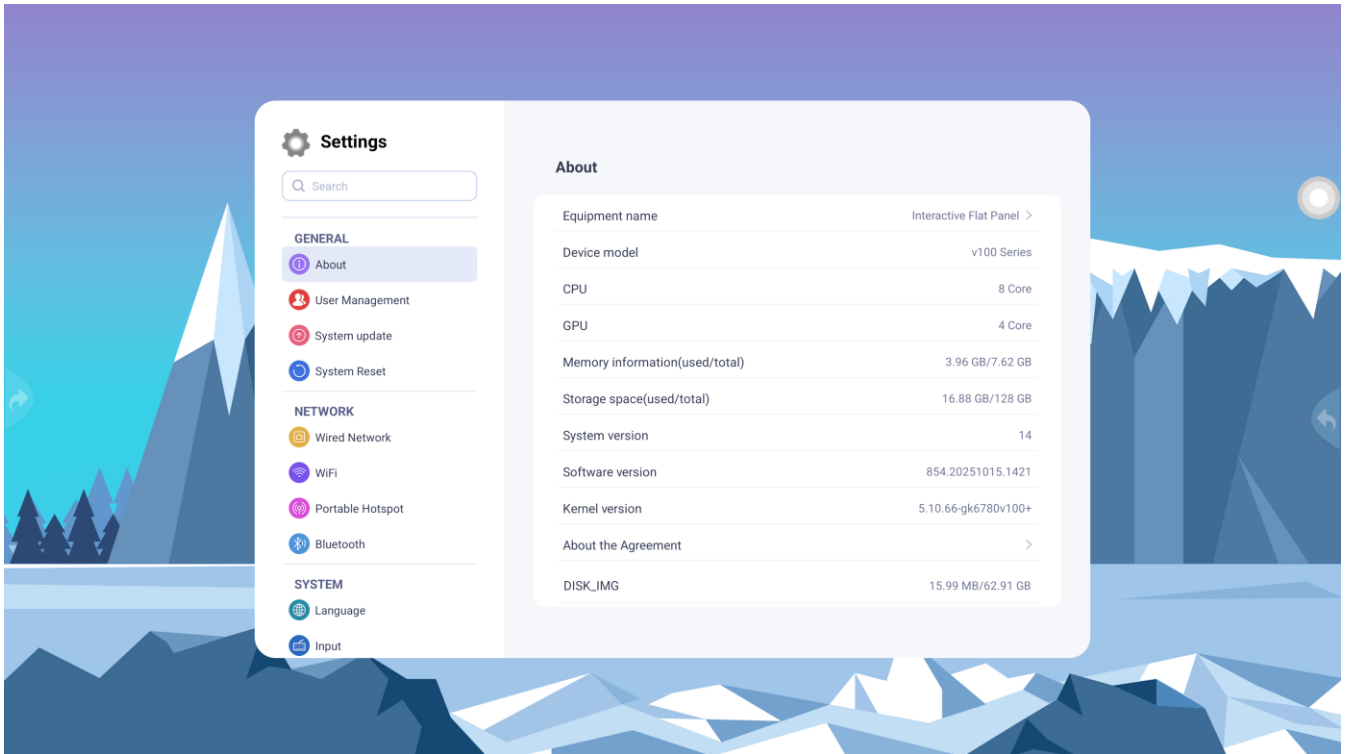 Settings
Search
GENERAL
About
User Management
System update
System Reset
NETWORK
Wired Network
WiFi
Portable Hotspot
Bluetooth
SYSTEM
Language
Input
About
Equipment name Interactive Flat Panel
Device model v100 Series
CPU 8 Core
GPU 4 Core
Memory information(used/total) 3.96 GB/7.62 GB
Storage space(used/total) 16.88 GB/128 GB
System version 14
Software version 854.20251015.1421
Kernel version 5.10.66-gk6780v100+
About the Agreement
DISK_IMG 15.99 MB/62.91 GB